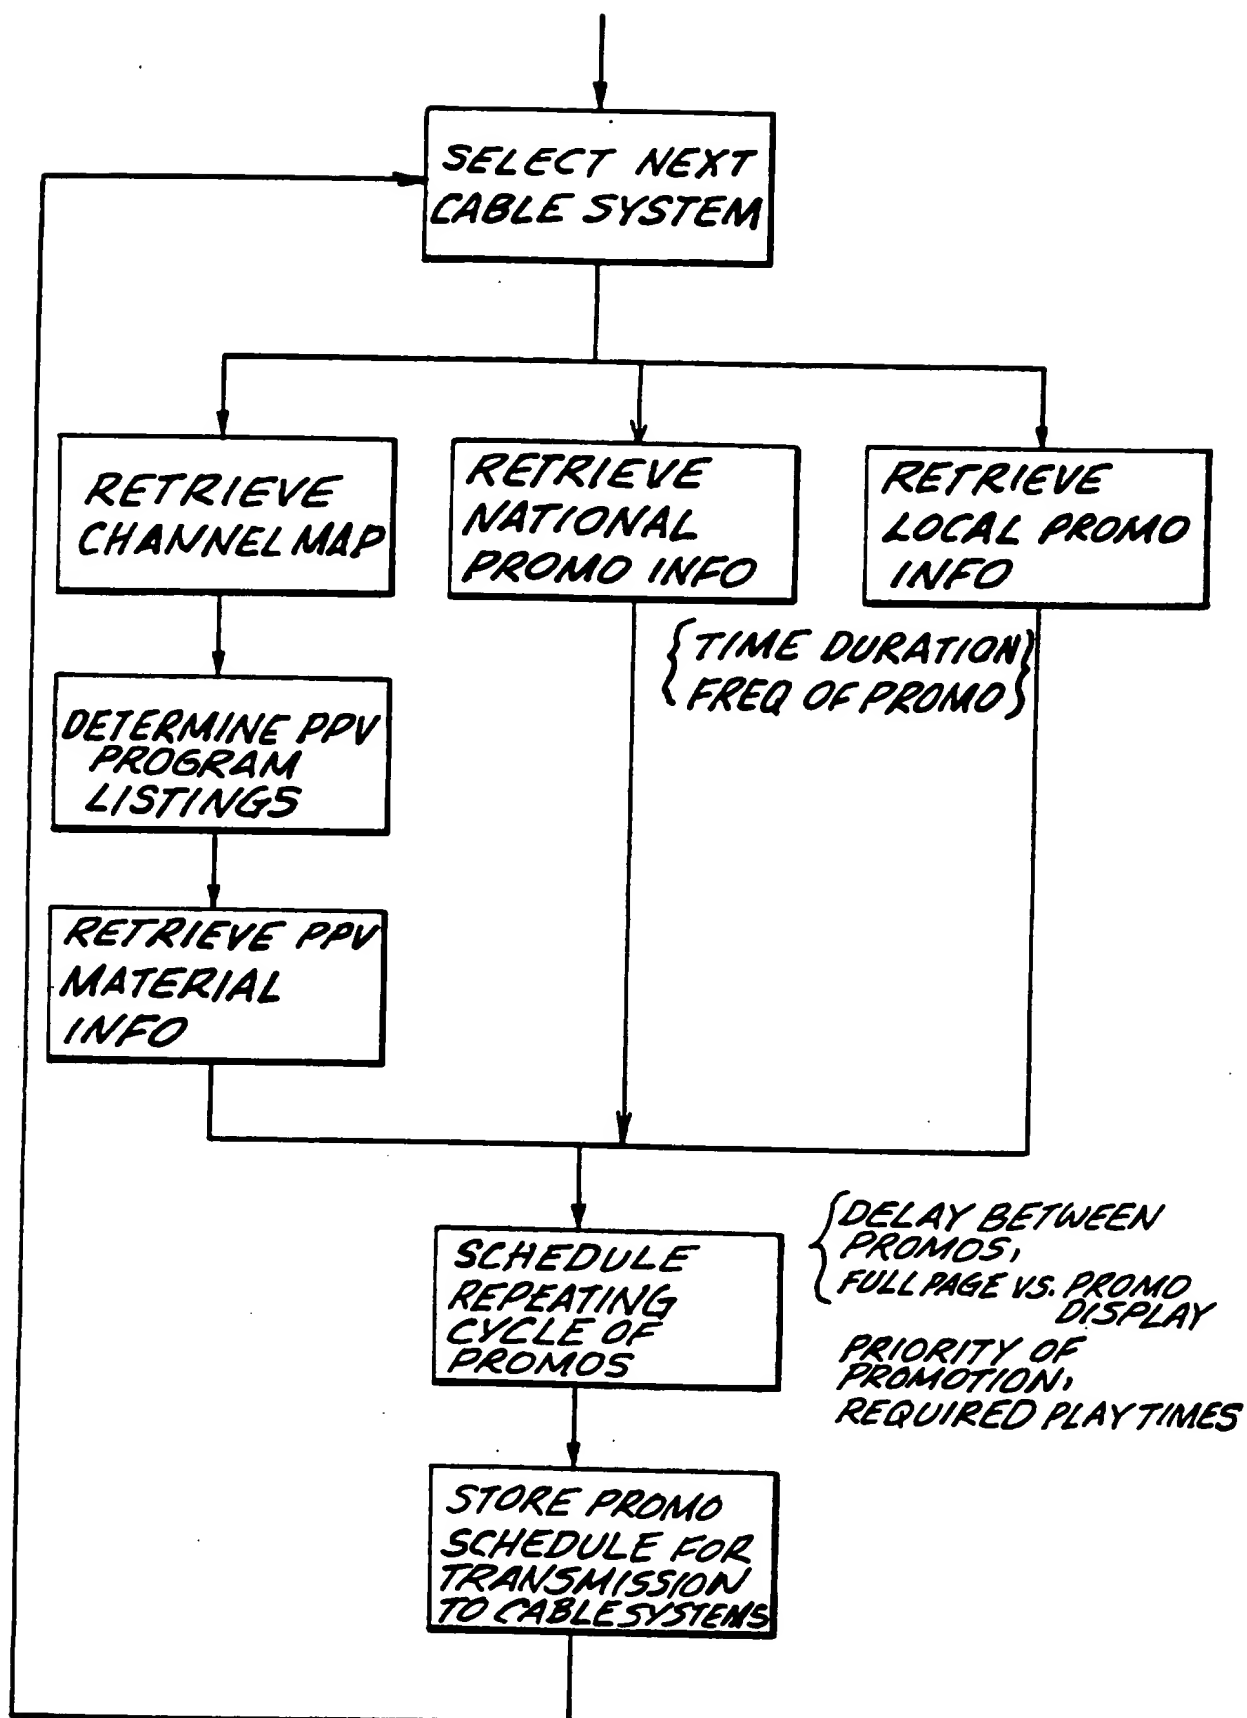 SELECT NEXT
CABLE SYSTEM
RETRIEVE
CHANNEL MAP
RETRIEVE
NATIONAL
PROMO INFO
RETRIEVE
LOCAL PROMO
INFO
{TIME DURATION}
{FREQ OF PROMO}
DETERMINE PPV
PROGRAM
LISTINGS
RETRIEVE PPV
MATERIAL
INFO
SCHEDULE
REPEATING
CYCLE OF
PROMOS
DELAY BETWEEN
PROMOS,
FULL PAGE VS. PROMO
DISPLAY
PRIORITY OF
PROMOTION,
REQUIRED PLAY TIMES
STORE PROMO
SCHEDULE FOR
TRANSMISSION
TO CABLE SYSTEMS